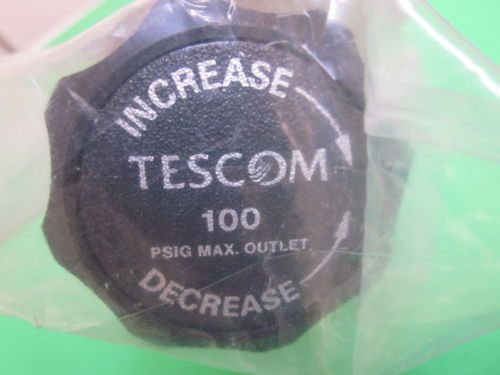 INCREASE
TESCOM
100
PSIG MAX. OUTLET
DECREASE